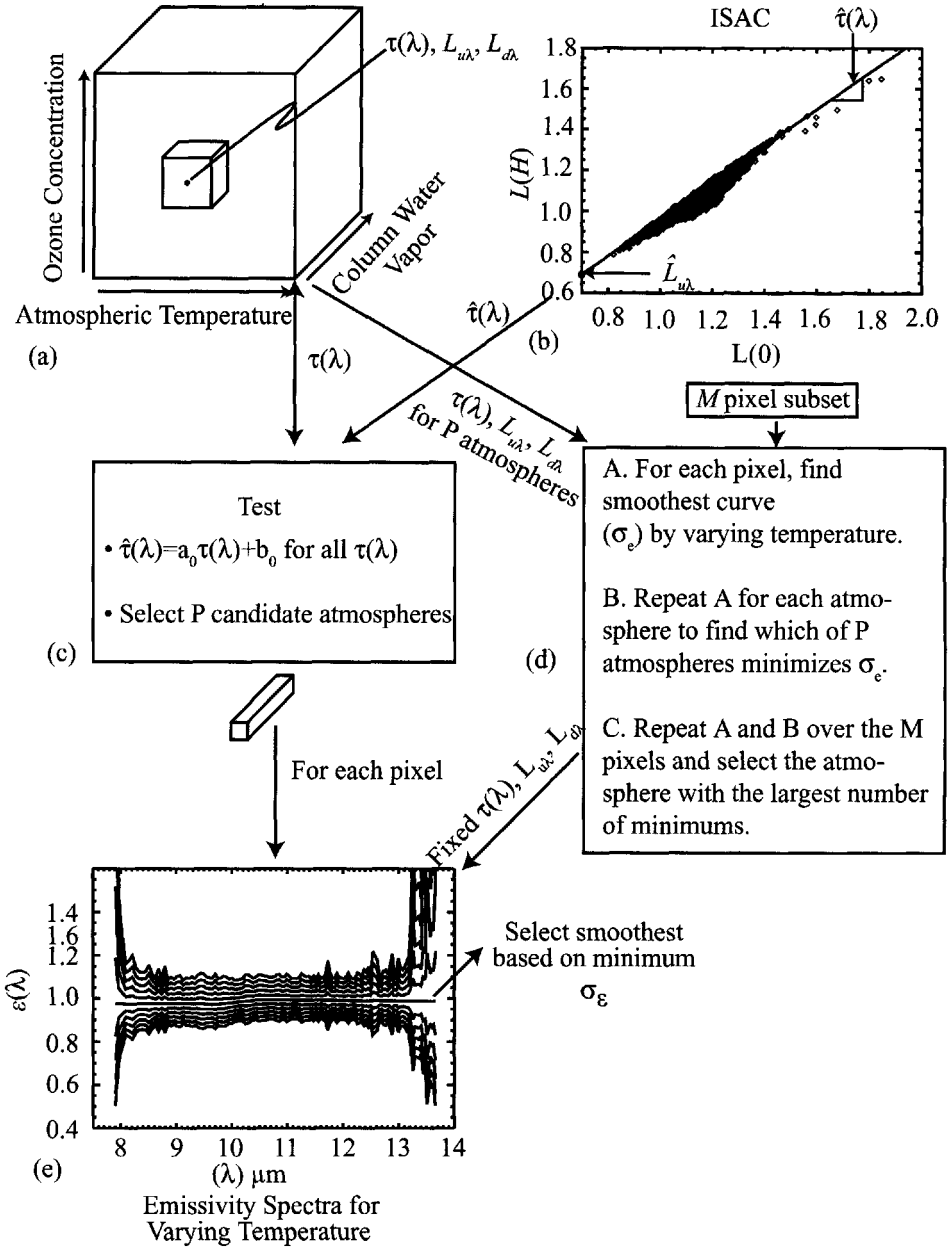 τ(λ), L_uλ, L_dλ
Ozone Concentration
Column Water
Vapor
Atmospheric Temperature
(a)
τ(λ)
ISAC
τ̂(λ)
1.6
1.4
1.2
1.0
0.8
0.6
L(H)
L̂_uλ
0.8 1.0 1.2 1.4 1.6 1.8 2.0
L(0)
(b)
τ̂(λ)
τ(λ), L_uλ, L_dλ
for P atmospheres
Test
• τ̂(λ)=a₀τ(λ)+b₀ for all τ(λ)
• Select P candidate atmospheres
(c)
M pixel subset
A. For each pixel, find
smoothest curve
(σ_e) by varying temperature.
B. Repeat A for each atmo-
sphere to find which of P
atmospheres minimizes σ_e.
C. Repeat A and B over the M
pixels and select the atmo-
sphere with the largest number
of minimums.
(d)
For each pixel
Fixed τ(λ), L_uλ, L_dλ
1.4
1.6
1.2
1.0
0.8
0.6
0.4
ε(λ)
Select smoothest
based on minimum
σ_ε
8 9 10 11 12 13 14
(λ) μm
(e)
Emissivity Spectra for
Varying Temperature